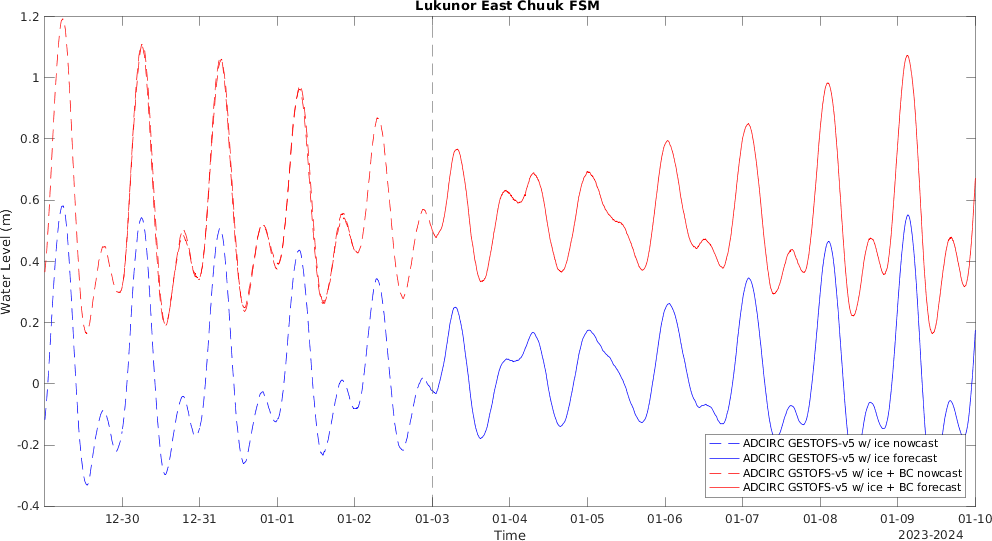 Lukunor East Chuuk FSM
1.2
1
0.8
0.6
0.4
0.2
0
-0.2
-0.4
Water Level (m)
ADCIRC GESTOFS-v5 w/ ice nowcast
ADCIRC GESTOFS-v5 w/ ice forecast
ADCIRC GSTOFS-v5 w/ ice + BC nowcast
ADCIRC GSTOFS-v5 w/ ice + BC forecast
12-30 12-31 01-01 01-02 01-03 01-04 01-05 01-06 01-07 01-08 01-09 01-10
Time
2023-2024